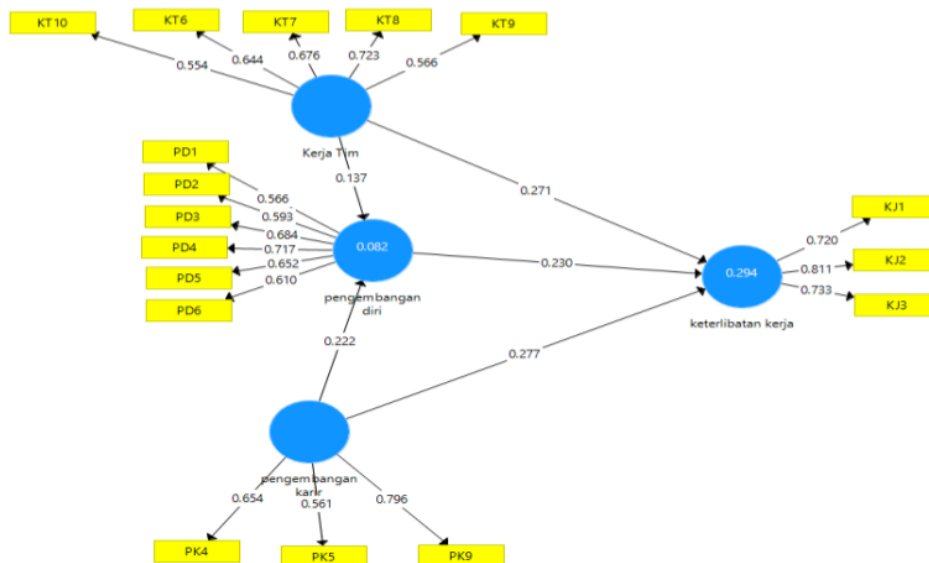 KT10
KT6
KT7
KT8
KT9
0.554
0.644
0.676
0.723
0.566
Kerja Tim
0.137
0.271
PD1
PD2
PD3
PD4
PD5
PD6
0.566
0.593
0.684
0.717
0.652
0.610
0.082
pengembangan
diri
0.230
0.222
0.277
0.294
keterlibatan kerja
0.720
0.811
0.733
KJ1
KJ2
KJ3
pengembangan
karir
0.654
0.561
0.796
PK4
PK5
PK9